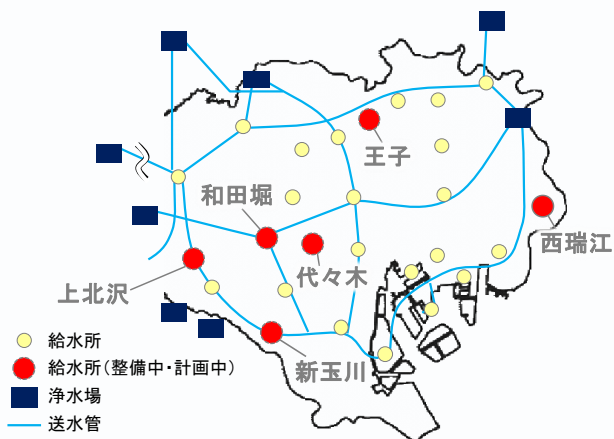 王子
和田堀
西瑞江
代々木
上北沢
新玉川
給水所
給水所(整備中・計画中)
浄水場
送水管